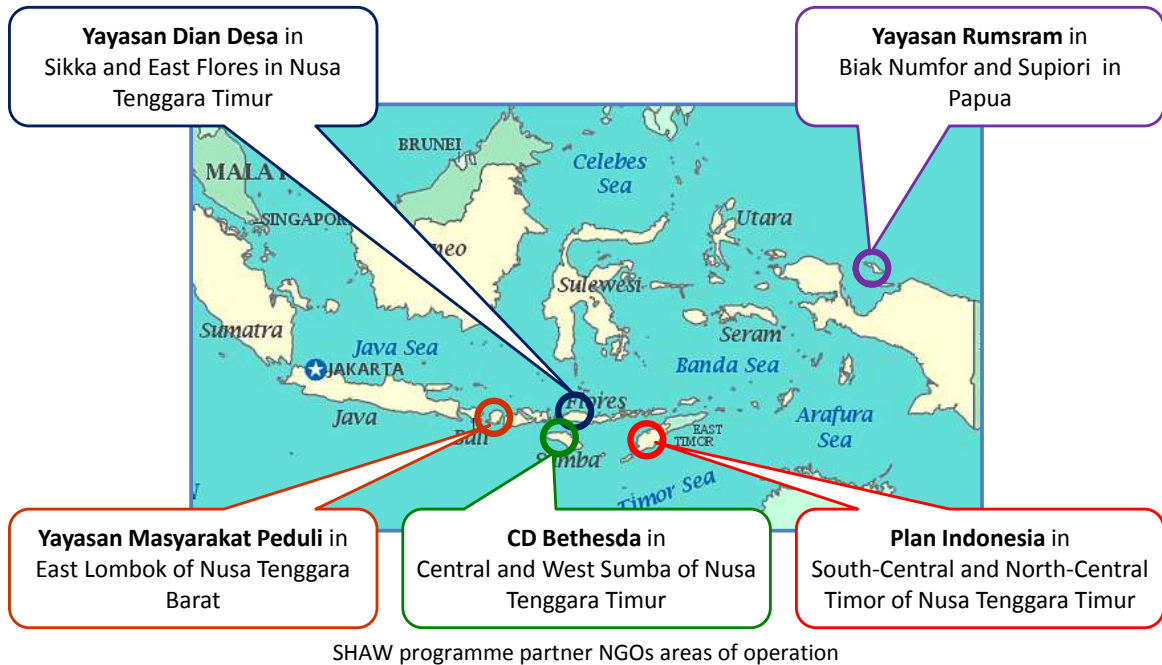 Yayasan Dian Desa in
Sikka and East Flores in Nusa
Tenggara Timur
Yayasan Rumsram in
Biak Numfor and Supiori in
Papua
BRUNEI
Celebes
Sea
MALA
SINGAPOR
Utara
neo
Sulewesi
Sumatra
Seram
Java Sea
Banda Sea
JAKARTA
Flores
Java
Arafura
Sea
Bali
EAST
TIMOR
Sumba
Timor Sea
Yayasan Masyarakat Peduli in
East Lombok of Nusa Tenggara
Barat
CD Bethesda in
Central and West Sumba of Nusa
Tenggara Timur
Plan Indonesia in
South-Central and North-Central
Timor of Nusa Tenggara Timur
SHAW programme partner NGOs areas of operation